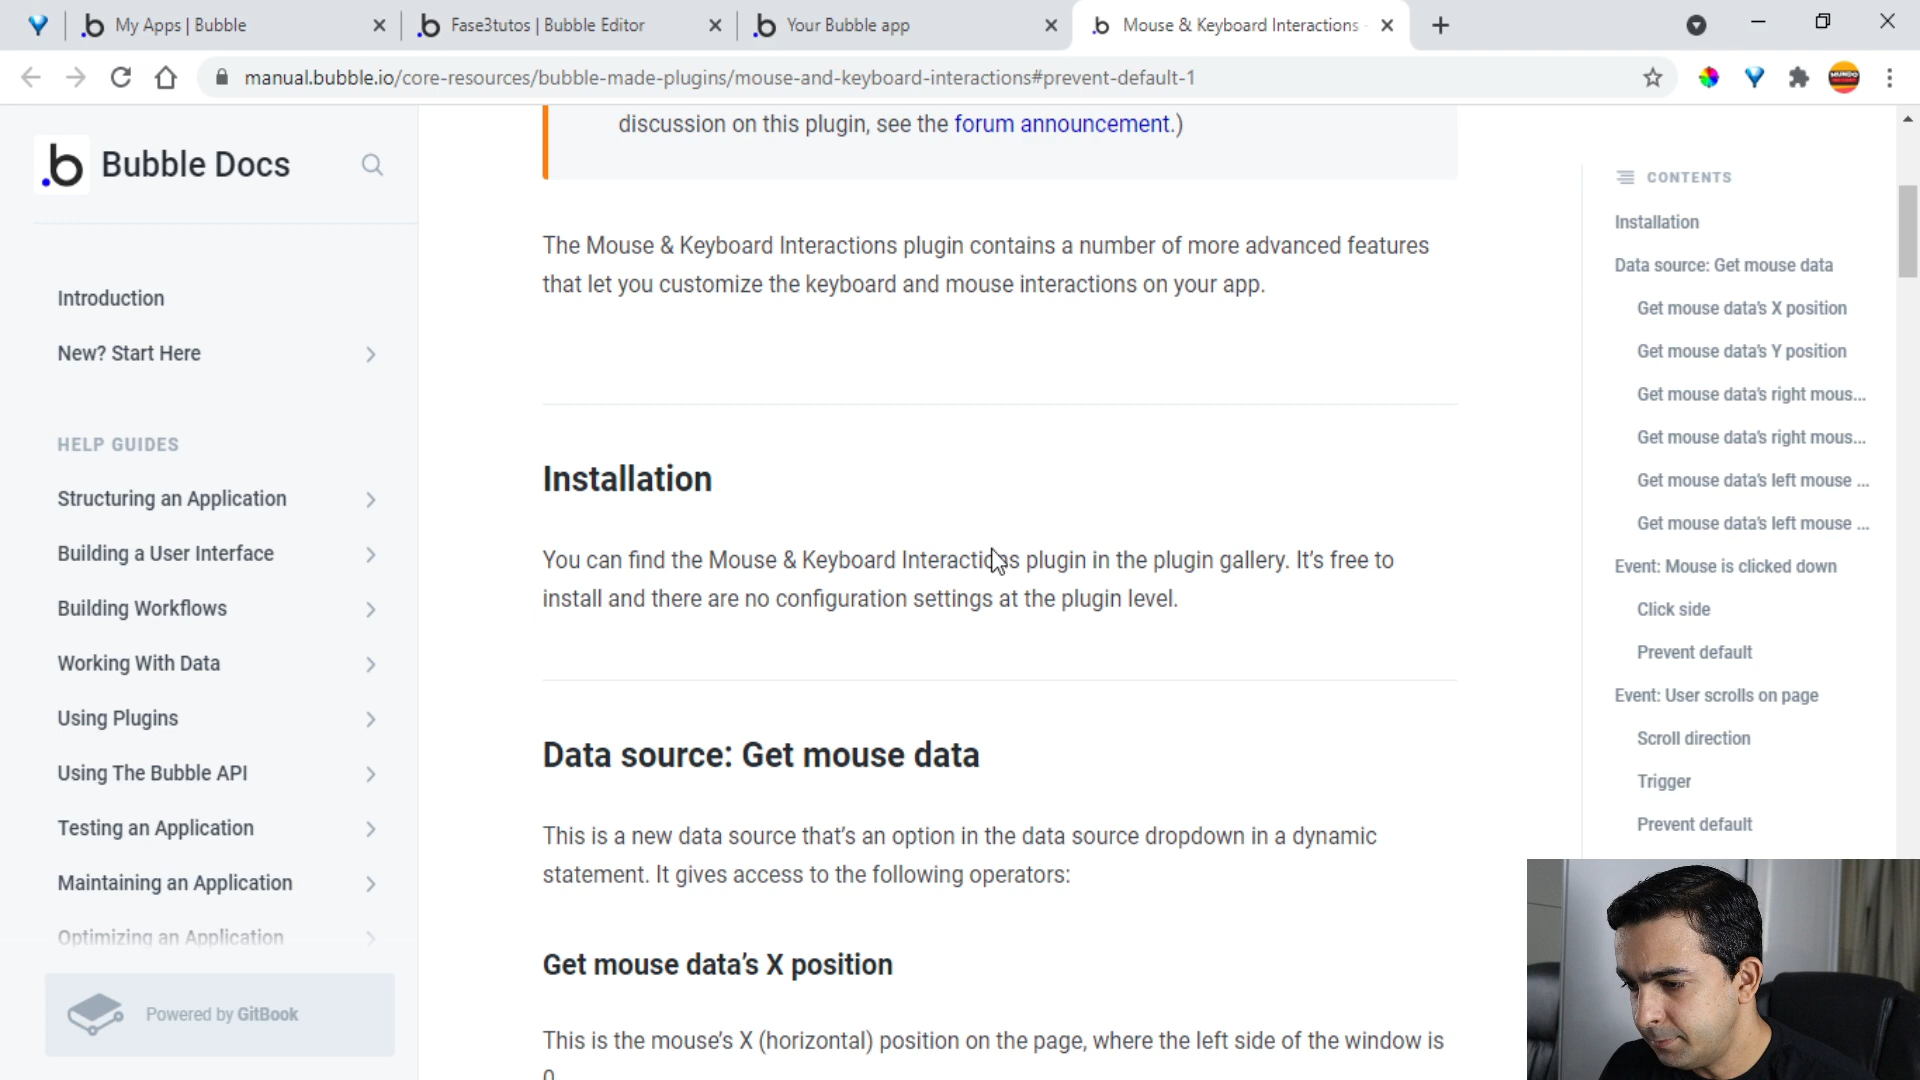 My Apps | Bubble
Fase3tutos | Bubble Editor
Your Bubble app
Mouse & Keyboard Interactions -
manual.bubble.io/core-resources/bubble-made-plugins/mouse-and-keyboard-interactions#prevent-default-1
MUNDO
.b Bubble Docs
Introduction
New? Start Here
HELP GUIDES
Structuring an Application
Building a User Interface
Building Workflows
Working With Data
Using Plugins
Using The Bubble API
Testing an Application
Maintaining an Application
Optimizing an Application
Powered by GitBook
discussion on this plugin, see the forum announcement.)
The Mouse & Keyboard Interactions plugin contains a number of more advanced features
that let you customize the keyboard and mouse interactions on your app.
Installation
You can find the Mouse & Keyboard Interactions plugin in the plugin gallery. It's free to
install and there are no configuration settings at the plugin level.
Data source: Get mouse data
This is a new data source that's an option in the data source dropdown in a dynamic
statement. It gives access to the following operators:
Get mouse data's X position
This is the mouse's X (horizontal) position on the page, where the left side of the window is
0
CONTENTS
Installation
Data source: Get mouse data
Get mouse data's X position
Get mouse data's Y position
Get mouse data's right mous...
Get mouse data's right mous...
Get mouse data's left mouse ...
Get mouse data's left mouse ...
Event: Mouse is clicked down
Click side
Prevent default
Event: User scrolls on page
Scroll direction
Trigger
Prevent default